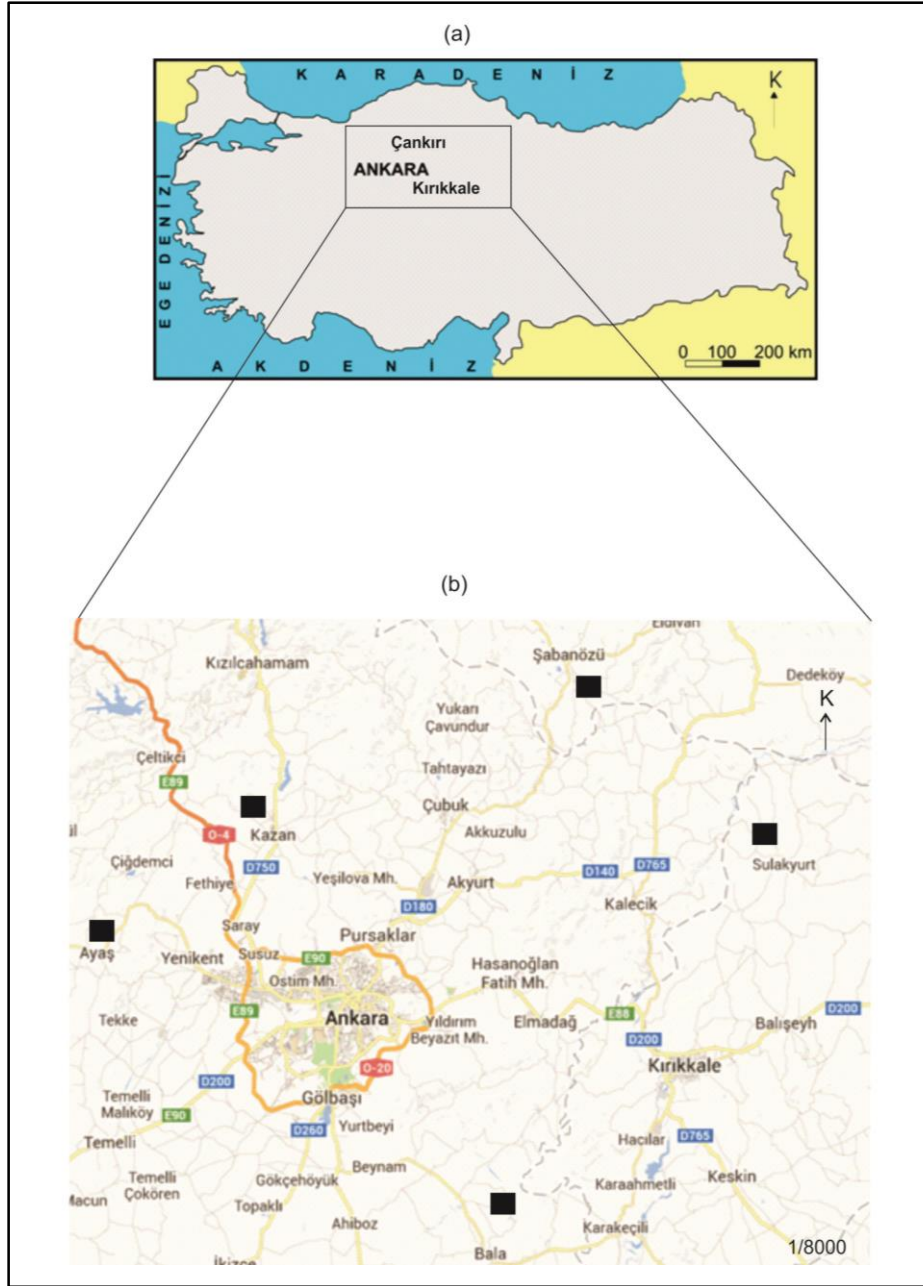 (a)
K A R A D E N İ Z
K
Çankırı
ANKARA
Kırıkkale
EGE DENİZİ
0 100 200 km
A K D E N İ Z
(b)
Eldivan
Kızılcahamam
Şabanözü
Dedeköy
K
Yukarı
Çavundur
Çeltikci
Tahtayazı
E89
Çubuk
Kazan
Akkuzulu
O-4
Sulakyurt
Çiğdemci
D750
D140
D765
Fethiye
Yeşilova Mh.
Akyurt
Kalecik
D180
Saray
Pursaklar
Ayaş
Yenikent
Susuz
E90
Hasanoğlan
Fatih Mh.
Ostim Mh.
E89
Ankara
Tekke
Yıldırım
Beyazıt Mh.
Elmadağ
E88
D200
Balışeyh
D200
D200
O-20
Kırıkkale
Gölbaşı
Temelli
Malıköy
E90
D260
Yurtbeyi
Temelli
Hacılar
D765
Beynam
Temelli
Çokören
Gökçehöyük
Karaahmetli
Keskin
Macun
Topaklı
Ahiboz
Karakeçili
Bala
İkizce
1/8000